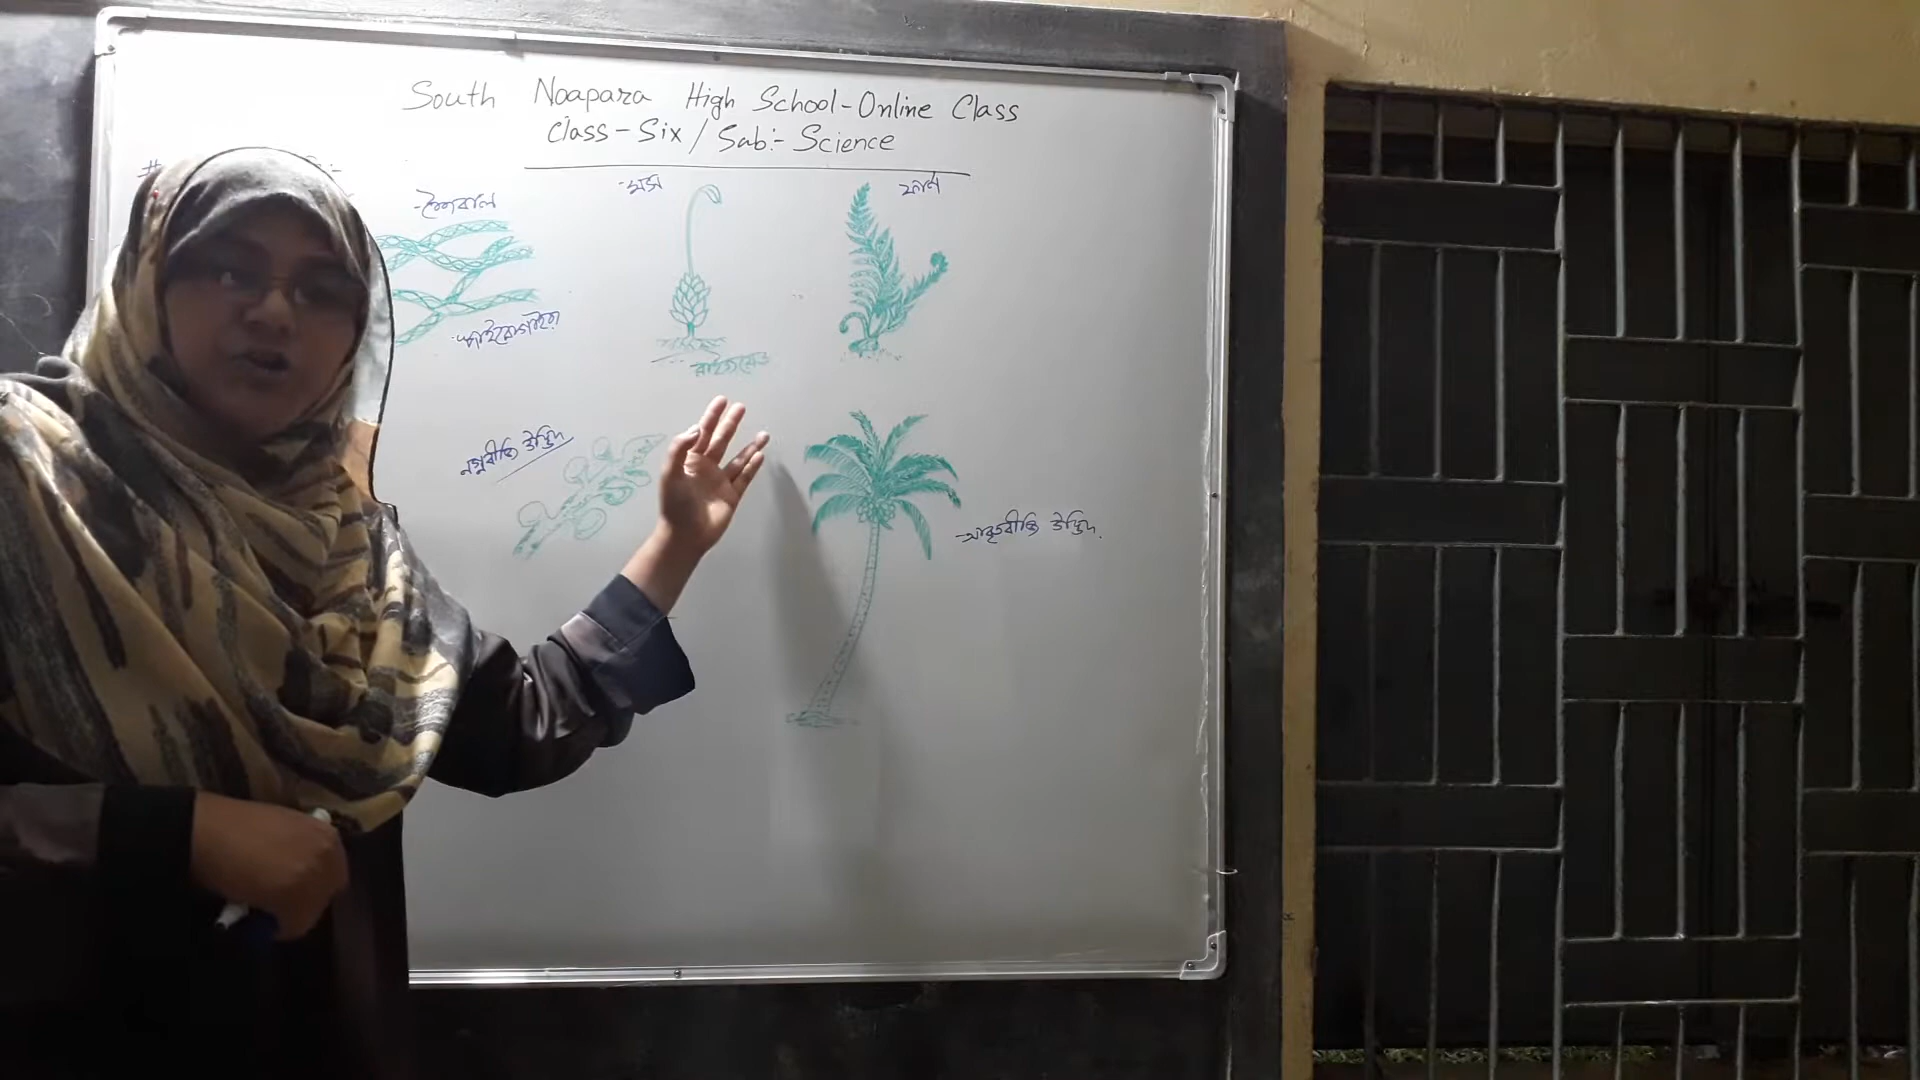 South Noapara High School-Online Class
Class-Six / Sub:- Science
#
-শৈবাল
-মস
ফার্ণ
-স্পাইরোগাইরা
রাইজয়েড
নগ্নবীজি উদ্ভিদ
-আবৃতবীজি উদ্ভিদ.